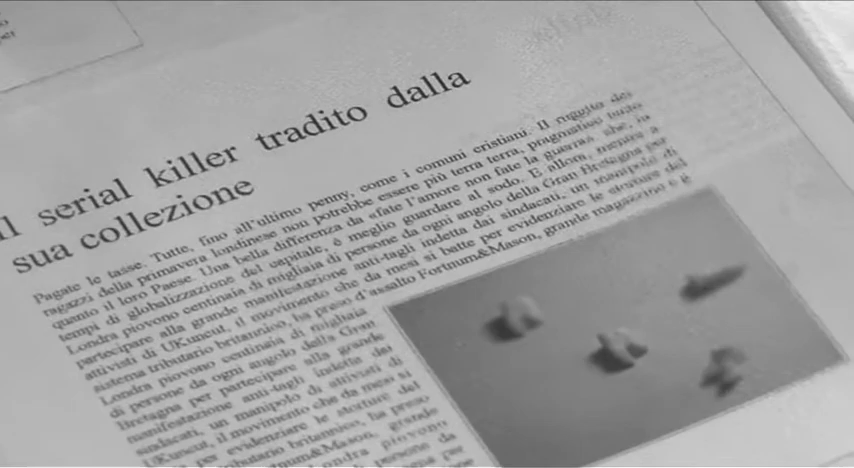 per
Il serial killer tradito dalla
sua collezione
Pagate le tasse. Tutte, fino all'ultimo penny, come i comuni cristiani. Il ruggito dei
ragazzi della primavera londinese non potrebbe essere più terra terra, pragmatico
quanto il loro Paese. Una bella differenza da «fate l'amore non fate la guerra» che, in
tempi di globalizzazione del capitale, è meglio guardare al sodo. E allora, mentre a
Londra piovono centinaia di migliaia di persone da ogni angolo della Gran Bretagna per
partecipare alla grande manifestazione anti-tagli indetta dai sindacati, un manipolo di
attivisti di UKuncut, il movimento che da mesi si batte per evidenziare le storture del
sistema tributario britannico, ha preso d'assalto Fortnum&Mason, grande magazzino
Londra piovono centinaia di migliaia
di persone da ogni angolo della Gran
Bretagna per partecipare alla grande
manifestazione anti-tagli indetta dai
sindacati, un manipolo di attivisti di
UKuncut, il movimento che da mesi si
per evidenziare le storture del
tributario britannico, ha preso
Fortnum&Mason, grande
Londra piovono
persone da